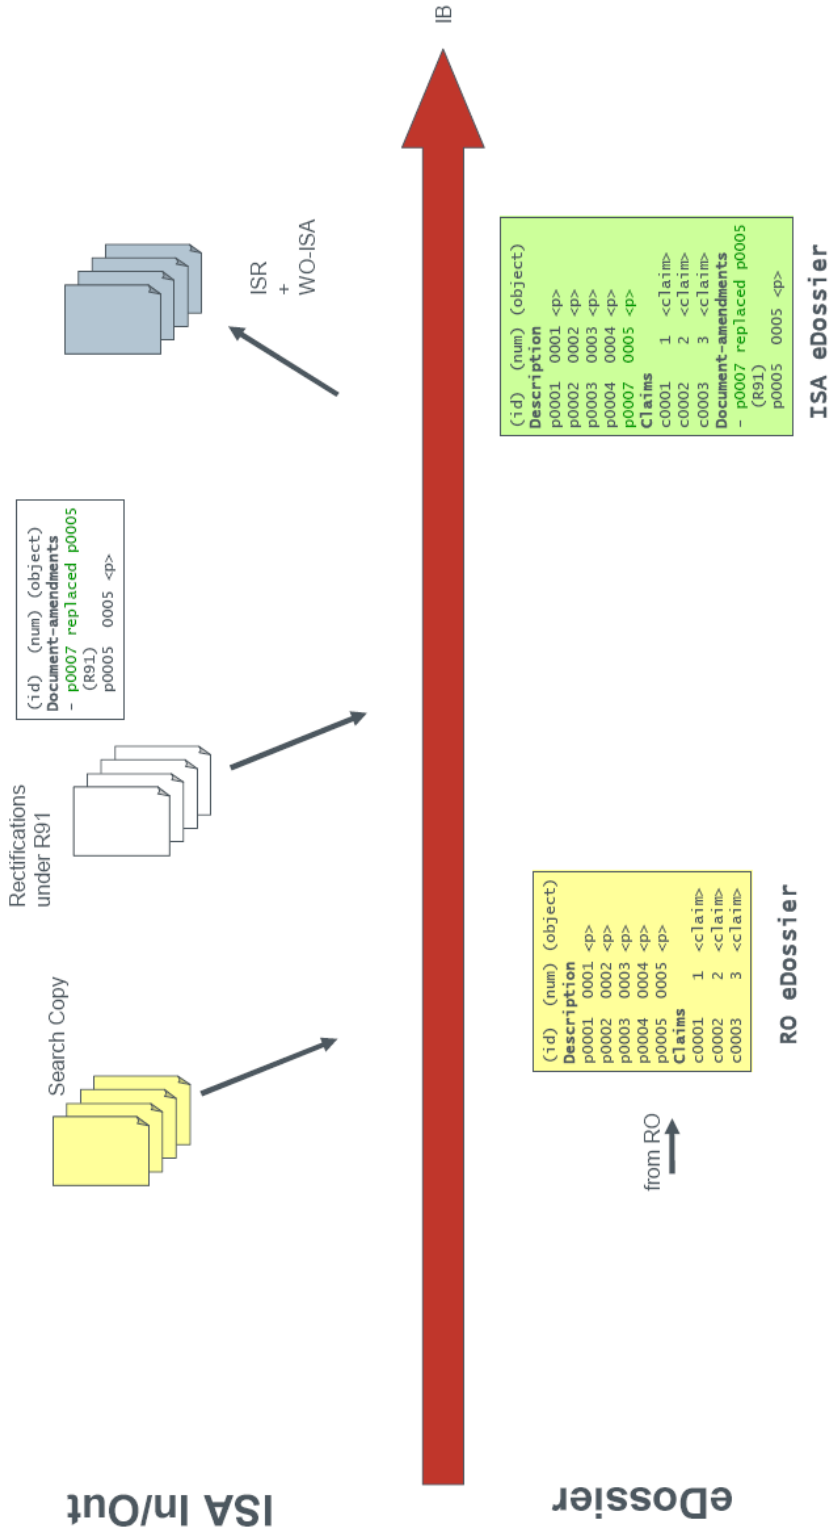 ISA In/Out
Search Copy
Rectifications
under R91
(id) (num) (object)
Document-amendments
- p0007 replaced p0005
(R91)
p0005 0005 <p>
ISR
+
WO-ISA
IB
eDossier
from RO
(id) (num) (object)
Description
p0001 0001 <p>
p0002 0002 <p>
p0003 0003 <p>
p0004 0004 <p>
p0005 0005 <p>
Claims
c0001 1 <claim>
c0002 2 <claim>
c0003 3 <claim>
RO eDossier
(id) (num) (object)
Description
p0001 0001 <p>
p0002 0002 <p>
p0003 0003 <p>
p0004 0004 <p>
p0007 0005 <p>
Claims
c0001 1 <claim>
c0002 2 <claim>
c0003 3 <claim>
Document-amendments
- p0007 replaced p0005
(R91)
p0005 0005 <p>
ISA eDossier